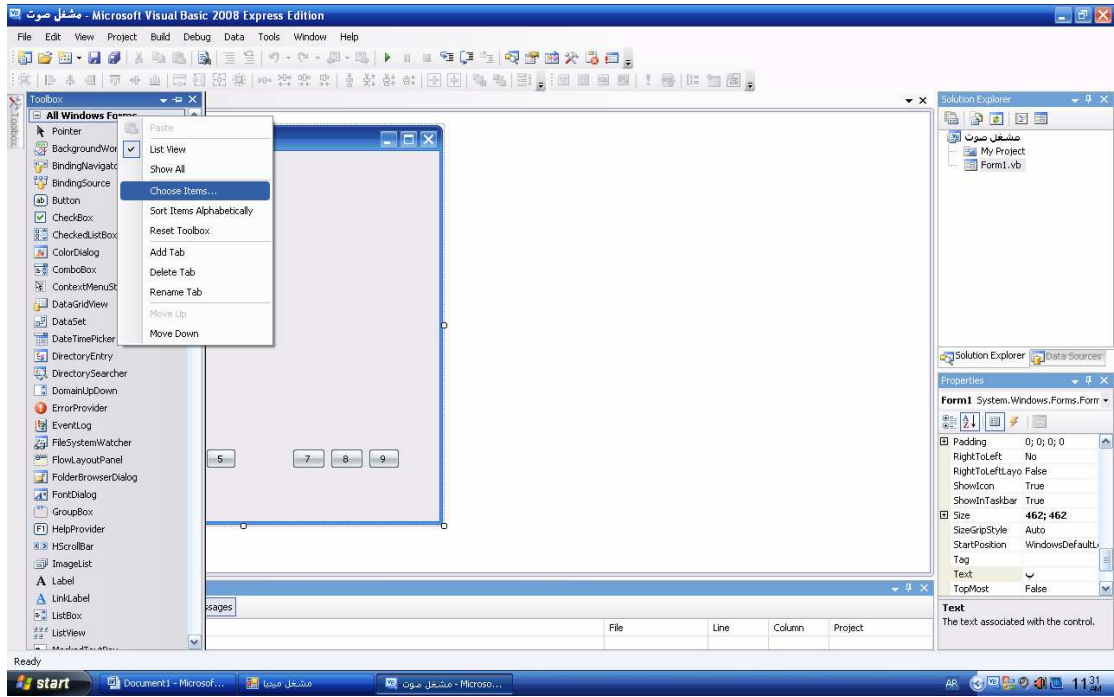 مشغل صوت - Microsoft Visual Basic 2008 Express Edition
File Edit View Project Build Debug Data Tools Window Help
Toolbox
Toolbox
All Windows Forms
Pointer
BackgroundWor
BindingNavigato
BindingSource
Button
CheckBox
CheckedListBox
ColorDialog
ComboBox
ContextMenuSt
DataGridView
DataSet
DateTimePicker
DirectoryEntry
DirectorySearcher
DomainUpDown
ErrorProvider
EventLog
FileSystemWatcher
FlowLayoutPanel
FolderBrowserDialog
FontDialog
GroupBox
HelpProvider
HScrollBar
ImageList
Label
LinkLabel
ListBox
ListView
MaskedTextBox
Paste
List View
Show All
Choose Items...
Sort Items Alphabetically
Reset Toolbox
Add Tab
Delete Tab
Rename Tab
Move Up
Move Down
5 7 8 9
ssages
File Line Column Project
Solution Explorer
مشغل صوت
My Project
Form1.vb
Solution Explorer Data Sources
Properties
Form1 System.Windows.Forms.Form
Padding 0; 0; 0; 0
RightToLeft No
RightToLeftLayo False
ShowIcon True
ShowInTaskbar True
Size 462; 462
SizeGripStyle Auto
StartPosition WindowsDefaultL
Tag
Text ب
TopMost False
Text
The text associated with the control.
Ready
start Document1 - Microsof... مشغل ميديا مشغل صوت - Microso... AR 11 31 AM